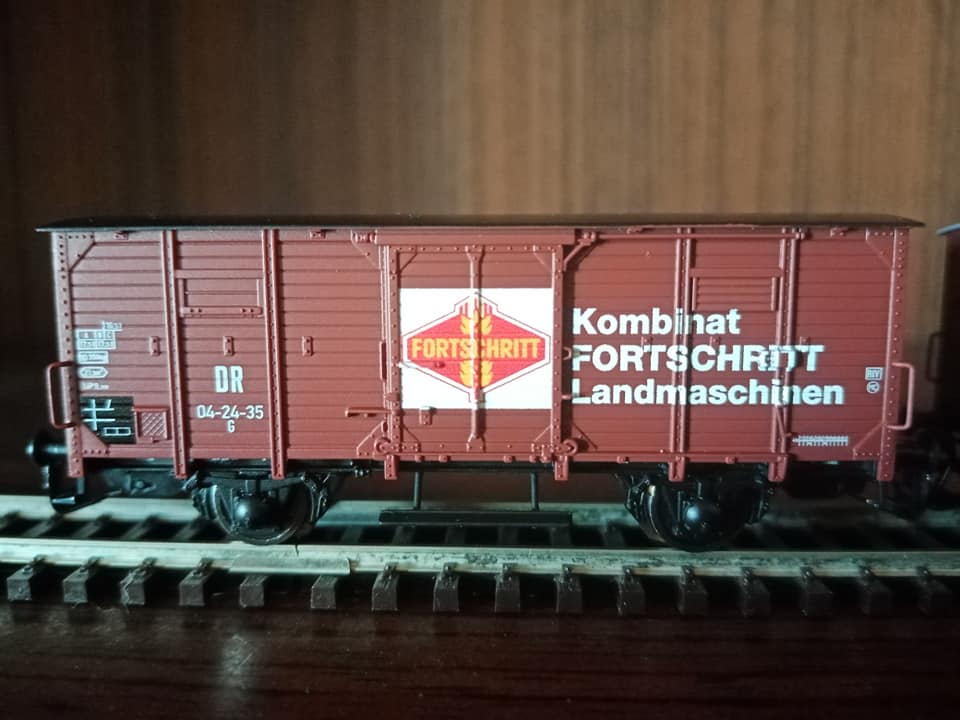 DR
04-24-35
G
FORTSCHRITT
Kombinat
FORTSCHRITT
Landmaschinen